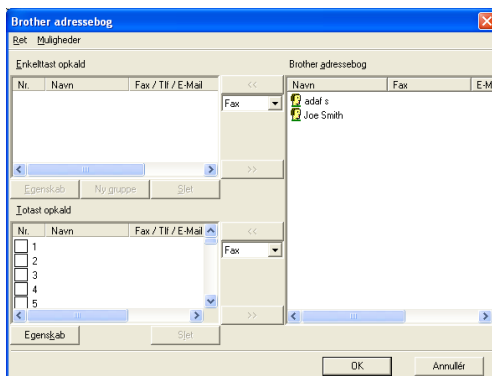 Brother adressebog
Ret Muligheder
Enkelttast opkald
Nr. Navn Fax / Tlf / E-Mail
<<
Fax
>>
Egenskab Ny gruppe Slet
Totast opkald
Nr. Navn Fax / Tlf / E-Mail
1
2
3
4
5
<<
Fax
>>
Egenskab Slet
Brother adressebog
Navn Fax E-M
adaf s
Joe Smith
OK Annullér